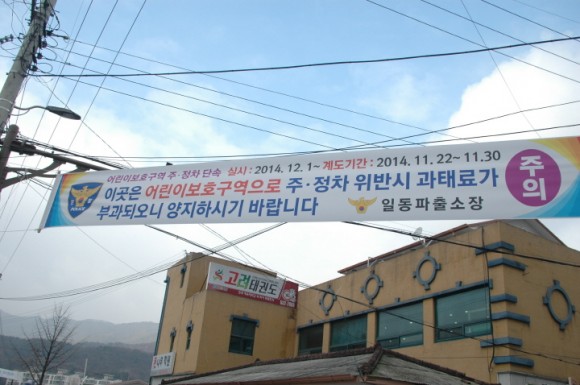 어린이보호구역 주·정차 단속 실시 : 2014. 12. 1~ 계도기간 : 2014. 11. 22~ 11.30
이곳은 어린이보호구역으로 주·정차 위반시 과태료가
부과되오니 양지하시기 바랍니다
일동파출소장
주의
고려태권도